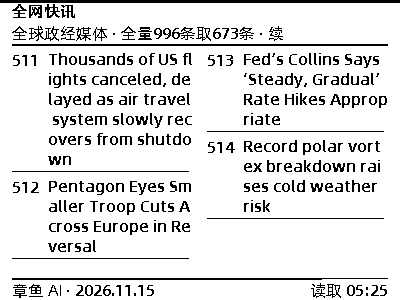 全网快讯
全球政经媒体 · 全量996条取673条 · 续
511 Thousands of US fl
ights canceled, de
layed as air travel
system slowly rec
overs from shutdo
wn
512 Pentagon Eyes Sm
aller Troop Cuts A
cross Europe in Re
versal
513 Fed's Collins Says
‘Steady, Gradual’
Rate Hikes Approp
riate
514 Record polar vort
ex breakdown rai
ses cold weather
risk
章鱼 AI · 2026.11.15
读取 05:25